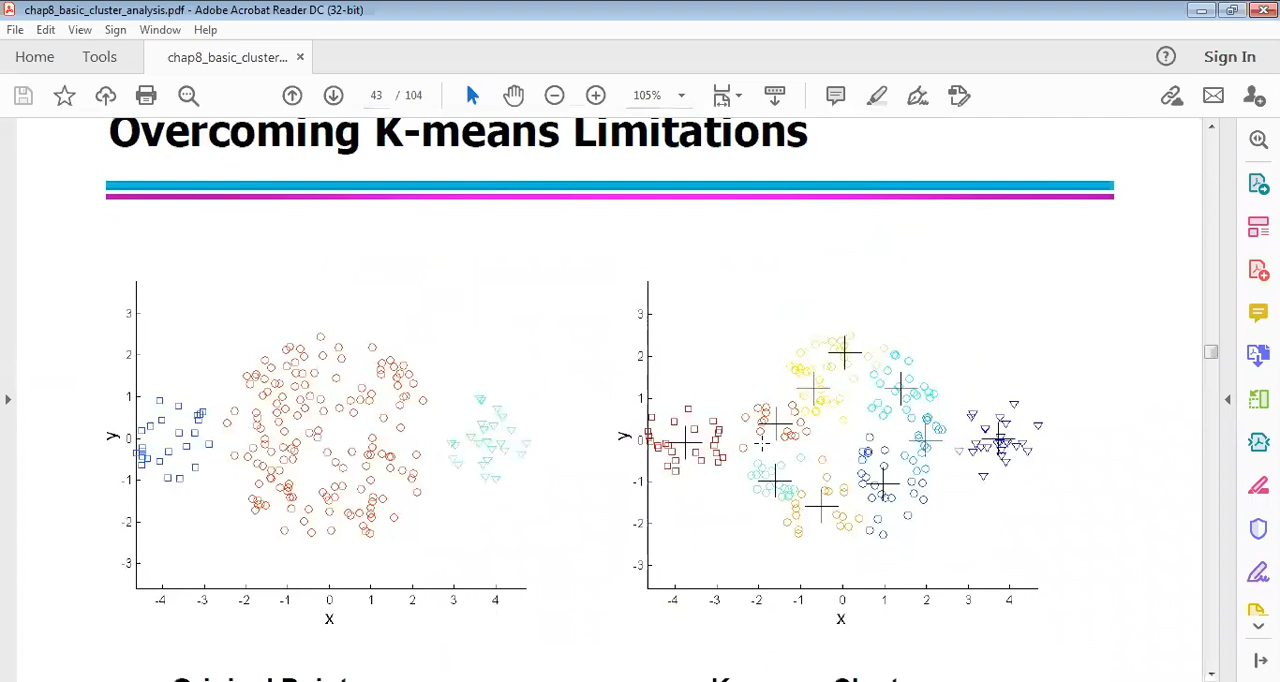 chap8_basic_cluster_analysis.pdf - Adobe Acrobat Reader DC (32-bit)
File Edit View Sign Window Help
Home Tools chap8_basic_cluster... × Sign In
43 / 104 105%
Overcoming K-means Limitations
3
2
1
0
-1
-2
-3
y
-4 -3 -2 -1 0 1 2 3 4
x
3
2
1
0
-1
-2
-3
y
-4 -3 -2 -1 0 1 2 3 4
x